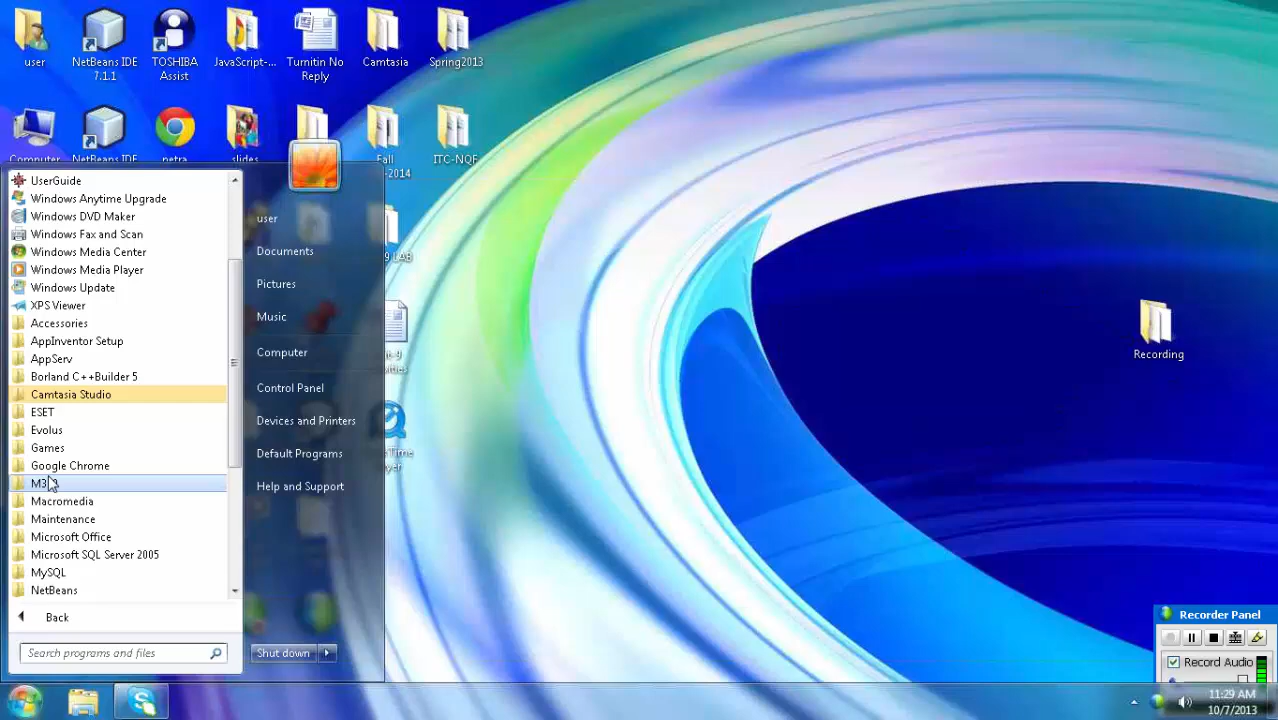 user
NetBeans IDE
7.1.1
TOSHIBA
Assist
JavaScript-...
Turnitin No
Reply
Camtasia
Spring2013
Computer
NetBeans IDE
netra
slides
Fall
-2014
ITC-NQF
LAB
UserGuide
Windows Anytime Upgrade
Windows DVD Maker
Windows Fax and Scan
Windows Media Center
Windows Media Player
Windows Update
XPS Viewer
Accessories
AppInventor Setup
AppServ
Borland C++Builder 5
Camtasia Studio
ESET
Evolus
Games
Google Chrome
Macromedia
Maintenance
Microsoft Office
Microsoft SQL Server 2005
MySQL
NetBeans
Back
Search programs and files
user
Documents
Pictures
Music
Computer
Control Panel
Devices and Printers
Default Programs
Help and Support
Shut down
Recording
Recorder Panel
Record Audio
11:29 AM
10/7/2013